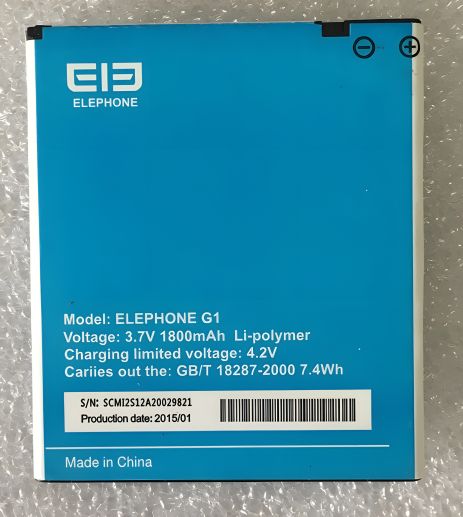 ELEPHONE
Model: ELEPHONE G1
Voltage: 3.7V 1800mAh Li-polymer
Charging limited voltage: 4.2V
Cariies out the: GB/T 18287-2000 7.4Wh
S/N: SCMI2S12A20029821
Production date: 2015/01
Made in China